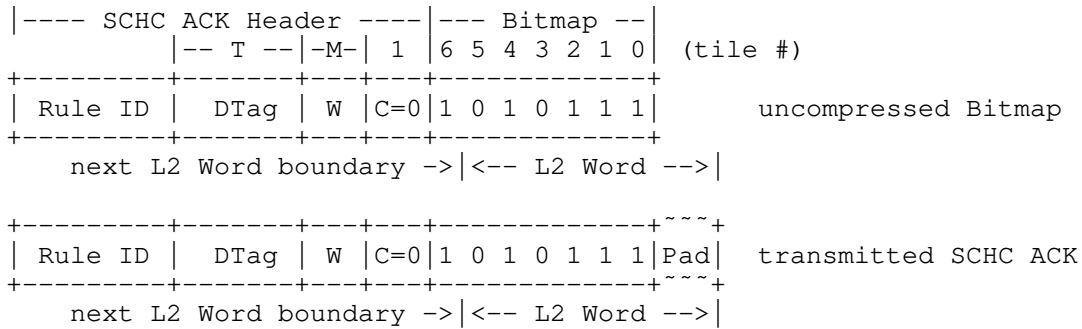 |---- SCHC ACK Header ----|--- Bitmap --|
         |-- T --|-M-| 1 |6 5 4 3 2 1 0|  (tile #)
+---------+-------+---+---+-------------+
| Rule ID |  DTag | W |C=0|1 0 1 0 1 1 1|      uncompressed Bitmap
+---------+-------+---+---+-------------+
   next L2 Word boundary ->|<-- L2 Word -->|
+---------+-------+---+---+-------------+~~~+
| Rule ID |  DTag | W |C=0|1 0 1 0 1 1 1|Pad|  transmitted SCHC ACK
+---------+-------+---+---+-------------+~~~+
   next L2 Word boundary ->|<-- L2 Word -->|